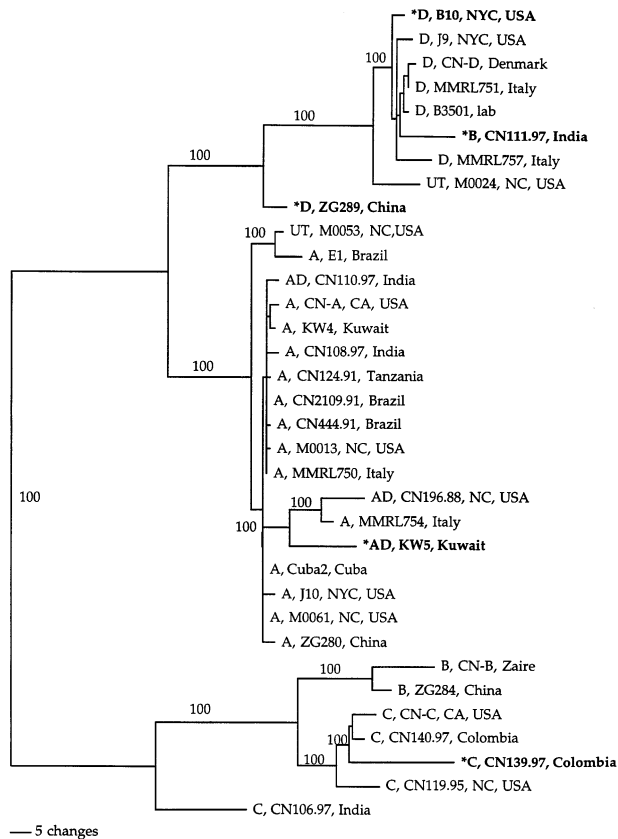 *D, B10, NYC, USA
D, J9, NYC, USA
100
D, CN-D, Denmark
D, MMRL751, Italy
D, B3501, lab
100
*B, CN111.97, India
100
D, MMRL757, Italy
UT, M0024, NC, USA
*D, ZG289, China
100
UT, M0053, NC,USA
A, E1, Brazil
AD, CN110.97, India
A, CN-A, CA, USA
A, KW4, Kuwait
A, CN108.97, India
100
A, CN124.91, Tanzania
A, CN2109.91, Brazil
A, CN444.91, Brazil
A, M0013, NC, USA
A, MMRL750, Italy
100
100
AD, CN196.88, NC, USA
A, MMRL754, Italy
100
*AD, KW5, Kuwait
A, Cuba2, Cuba
A, J10, NYC, USA
A, M0061, NC, USA
A, ZG280, China
100
B, CN-B, Zaire
B, ZG284, China
100
C, CN-C, CA, USA
100
C, CN140.97, Colombia
100
*C, CN139.97, Colombia
C, CN119.95, NC, USA
C, CN106.97, India
5 changes